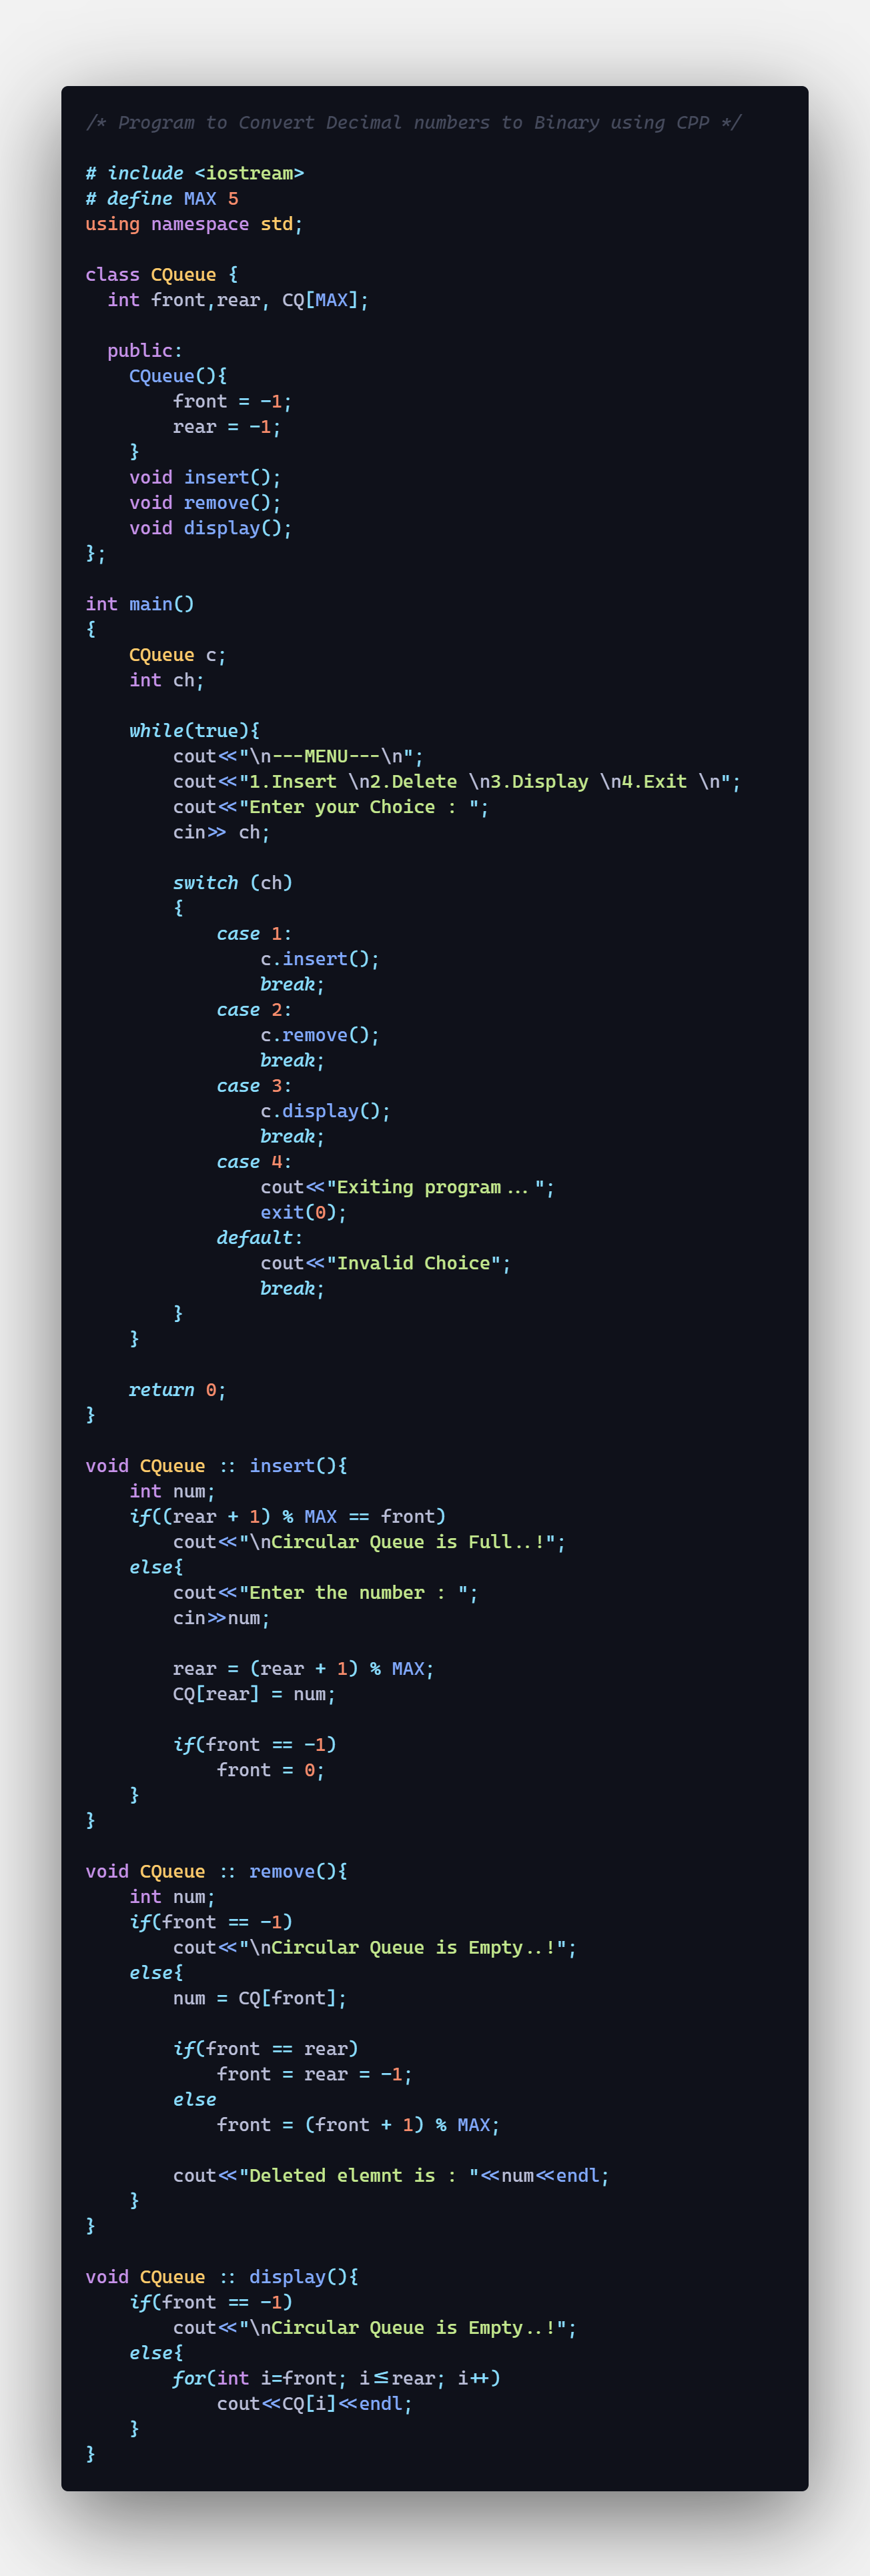 /* Program to Convert Decimal numbers to Binary using CPP */

# include <iostream>
# define MAX 5
using namespace std;

class CQueue {
  int front,rear, CQ[MAX];

  public:
    CQueue(){
        front = -1;
        rear = -1;
    }
    void insert();
    void remove();
    void display();
};

int main()
{
    CQueue c;
    int ch;

    while(true){
        cout<<"\n---MENU---\n";
        cout<<"1.Insert \n2.Delete \n3.Display \n4.Exit \n";
        cout<<"Enter your Choice : ";
        cin>> ch;

        switch (ch)
        {
            case 1:
                c.insert();
                break;
            case 2:
                c.remove();
                break;
            case 3:
                c.display();
                break;
            case 4:
                cout<<"Exiting program...";
                exit(0);
            default:
                cout<<"Invalid Choice";
                break;
        }
    }

    return 0;
}

void CQueue :: insert(){
    int num;
    if((rear + 1) % MAX == front)
        cout<<"\nCircular Queue is Full..!";
    else{
        cout<<"Enter the number : ";
        cin>>num;

        rear = (rear + 1) % MAX;
        CQ[rear] = num;

        if(front == -1)
            front = 0;
    }
}

void CQueue :: remove(){
    int num;
    if(front == -1)
        cout<<"\nCircular Queue is Empty..!";
    else{
        num = CQ[front];

        if(front == rear)
            front = rear = -1;
        else
            front = (front + 1) % MAX;

        cout<<"Deleted elemnt is : "<<num<<endl;
    }
}

void CQueue :: display(){
    if(front == -1)
        cout<<"\nCircular Queue is Empty..!";
    else{
        for(int i=front; i<=rear; i++)
            cout<<CQ[i]<<endl;
    }
}